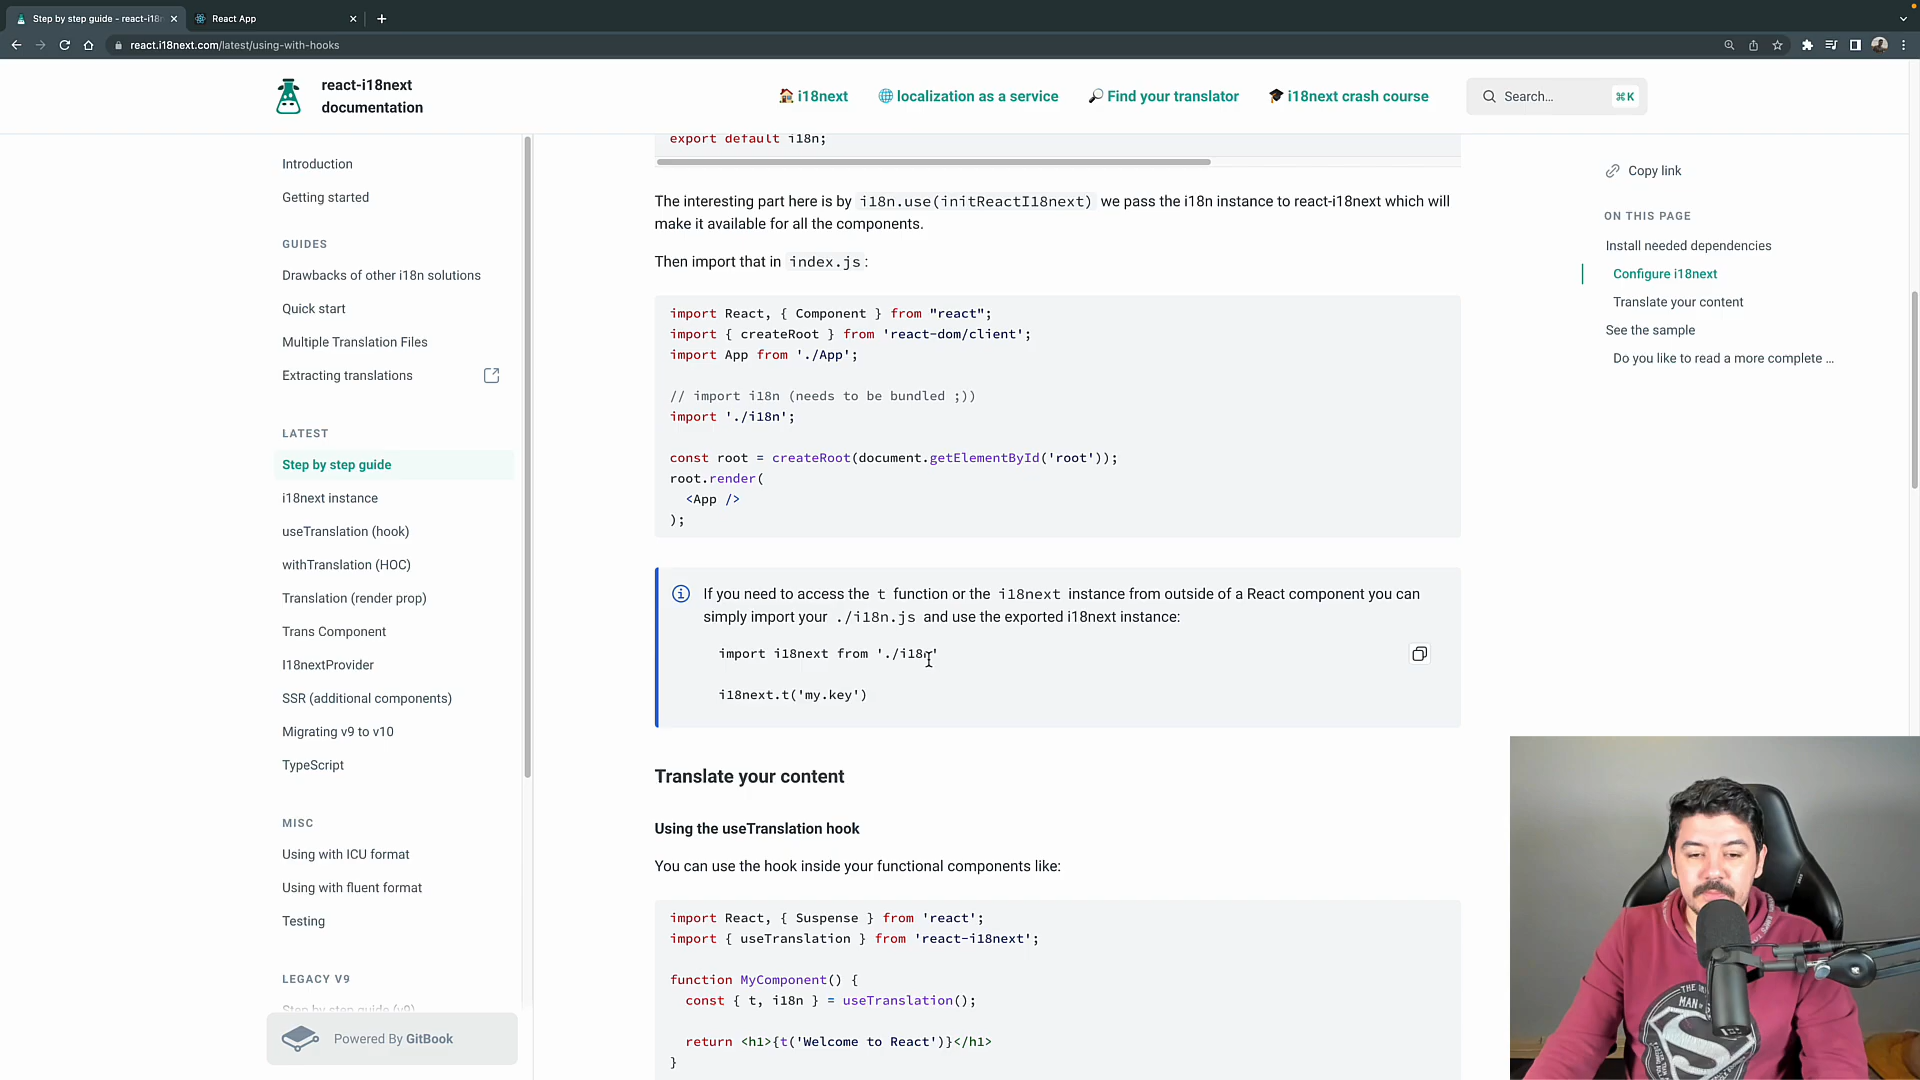 Step by step guide - react-i18n
React App
react.i18next.com/latest/using-with-hooks
react-i18next
documentation
i18next
localization as a service
Find your translator
i18next crash course
Search...
⌘K
Introduction
Getting started
GUIDES
Drawbacks of other i18n solutions
Quick start
Multiple Translation Files
Extracting translations
LATEST
Step by step guide
i18next instance
useTranslation (hook)
withTranslation (HOC)
Translation (render prop)
Trans Component
I18nextProvider
SSR (additional components)
Migrating v9 to v10
TypeScript
MISC
Using with ICU format
Using with fluent format
Testing
LEGACY V9
Step by step guide (v9)
Powered By GitBook
export default i18n;
The interesting part here is by i18n.use(initReactI18next) we pass the i18n instance to react-i18next which will
make it available for all the components.
Then import that in index.js:
import React, { Component } from "react";
import { createRoot } from 'react-dom/client';
import App from './App';
// import i18n (needs to be bundled ;))
import './i18n';
const root = createRoot(document.getElementById('root'));
root.render(
<App />
);
If you need to access the t function or the i18next instance from outside of a React component you can
simply import your ./i18n.js and use the exported i18next instance:
import i18next from './i18n'
i18next.t('my.key')
Translate your content
Using the useTranslation hook
You can use the hook inside your functional components like:
import React, { Suspense } from 'react';
import { useTranslation } from 'react-i18next';
function MyComponent() {
const { t, i18n } = useTranslation();
return <h1>{t('Welcome to React')}</h1>
}
Copy link
ON THIS PAGE
Install needed dependencies
Configure i18next
Translate your content
See the sample
Do you like to read a more complete ...
MAN